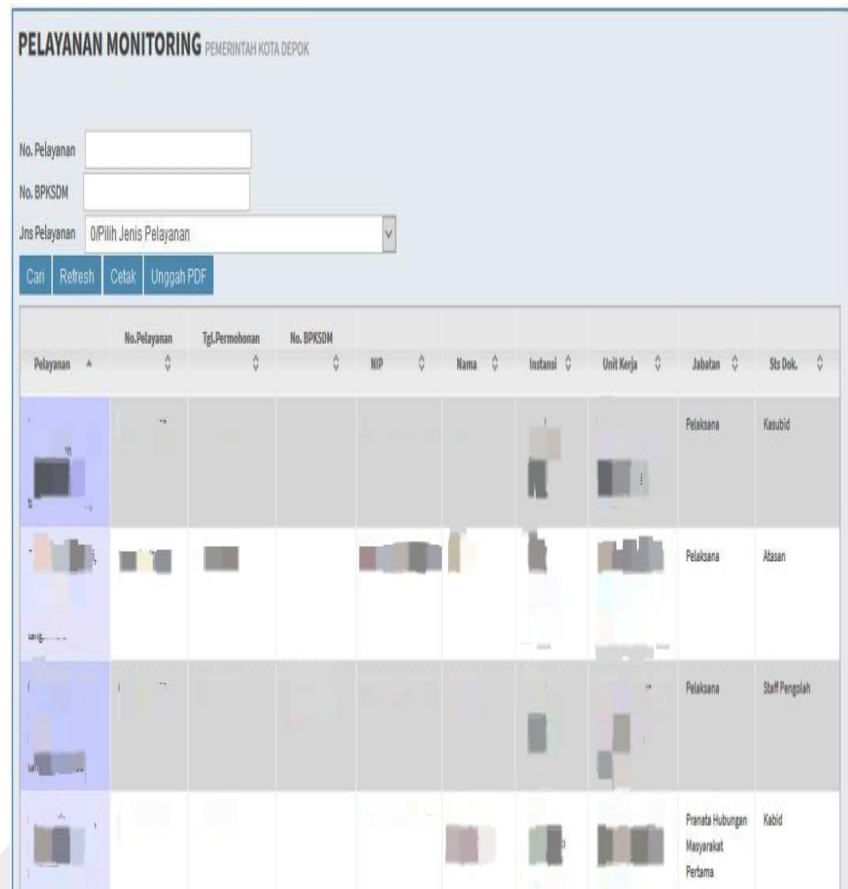 PELAYANAN MONITORING PEMERINTAH KOTA DEPOK
No. Pelayanan
No. BPKSDM
Jns Pelayanan 0/Pilih Jenis Pelayanan
Cari Refresh Cetak Unggah PDF
Pelayanan No.Pelayanan Tgl.Permohonan No. BPKSDM NIP Nama Instansi Unit Kerja Jabatan Sts Dok.
Pelaksana Kasubid
Pelaksana Atasan
Pelaksana Staff Pengolah
Pranata Hubungan Kabid
Masyarakat
Pertama